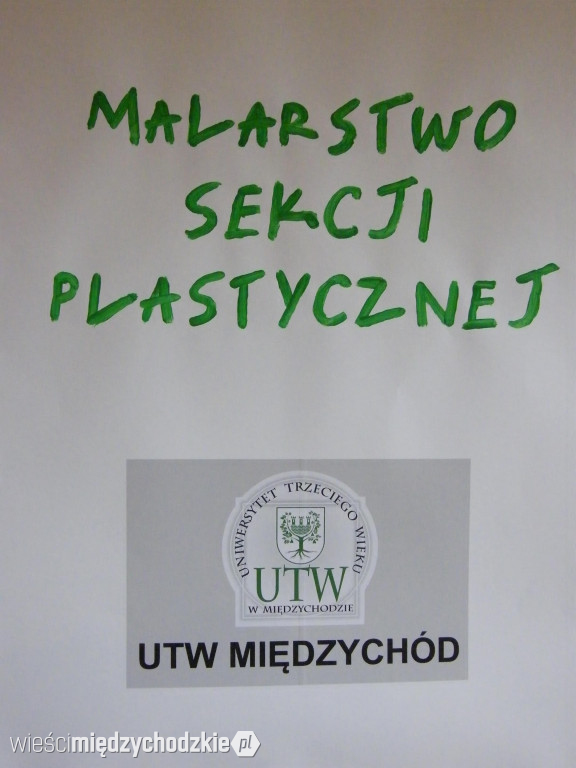 MALARSTWO
SEKCJI
PLASTYCZNEJ
UNIWERSYTET TRZECIEGO WIEKU
UTW
W MIĘDZYCHODZIE
UTW MIĘDZYCHÓD
wieścimiędzychodzkie.pl